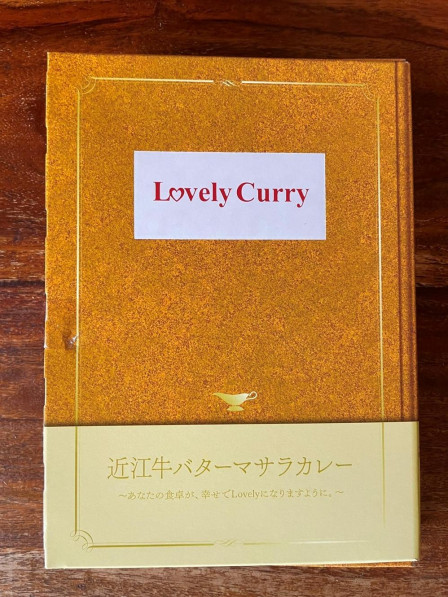 Lovely Curry
近江牛バターマサラカレー
〜あなたの食卓が、幸せでLovelyになりますように。〜